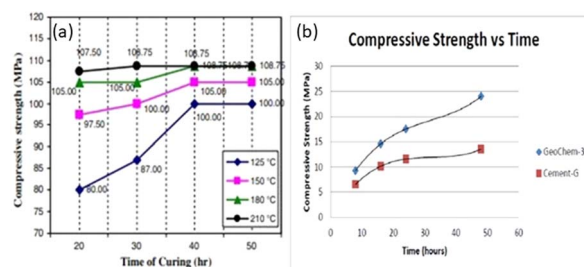 (a)
120
115
110
105
100
95
90
85
80
75
70
Compressive strength (MPa)
107.50
108.75
108.75
108.75
108.75
105.00
105.00
105.00
105.00
97.50
100.00
100.00
100.00
80.00
87.00
125 °C
150 °C
180 °C
210 °C
20
30
40
50
Time of Curing (hr)
(b)
Compressive Strength vs Time
30
25
20
15
10
5
0
Compressive Strength (MPa)
GeoChem-3
Cement-G
0 10 20 30 40 50 60
Time (hours)